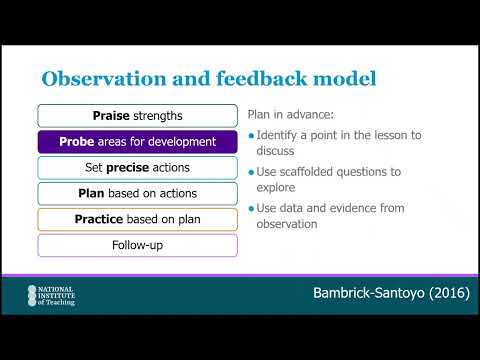 Observation and feedback model
Praise strengths
Probe areas for development
Set precise actions
Plan based on actions
Practice based on plan
Follow-up
Plan in advance:
Identify a point in the lesson to
discuss
Use scaffolded questions to
explore
Use data and evidence from
observation
NATIONAL
INSTITUTE
of Teaching
Bambrick-Santoyo (2016)